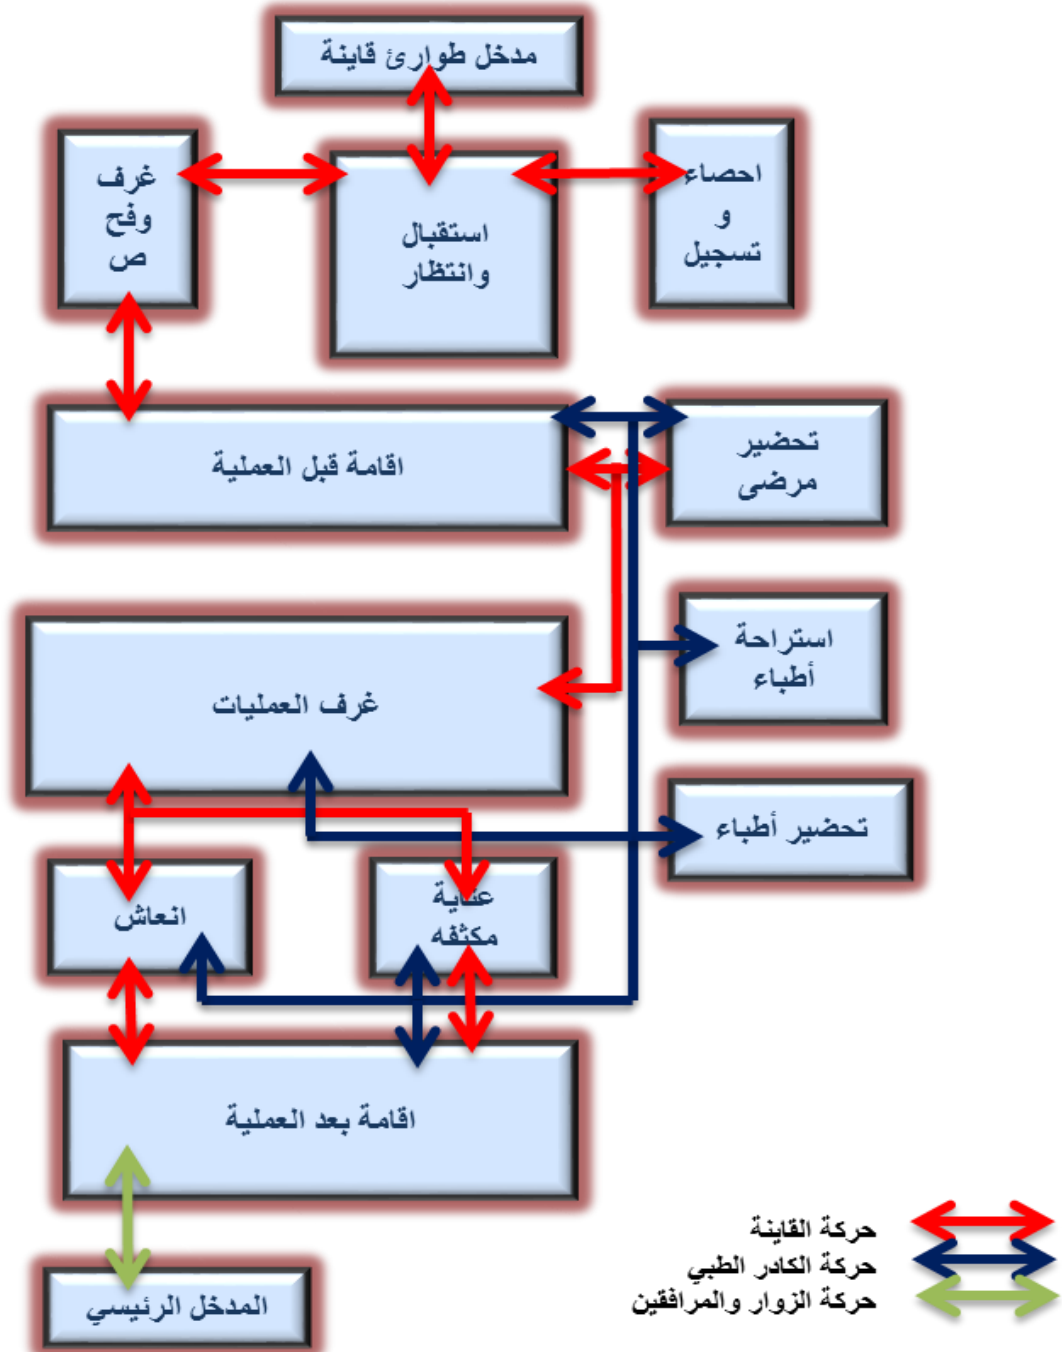 مدخل طوارئ قاينة
غرف
وفح
ص
استقبال
وانتظار
احصاء
و
تسجيل
اقامة قبل العملية
تحضير
مرضى
غرف العمليات
استراحة
أطباء
تحضير أطباء
انعاش
عناية
مكثفه
اقامة بعد العملية
المدخل الرئيسي
حركة القاينة
حركة الكادر الطبي
حركة الزوار والمرافقين